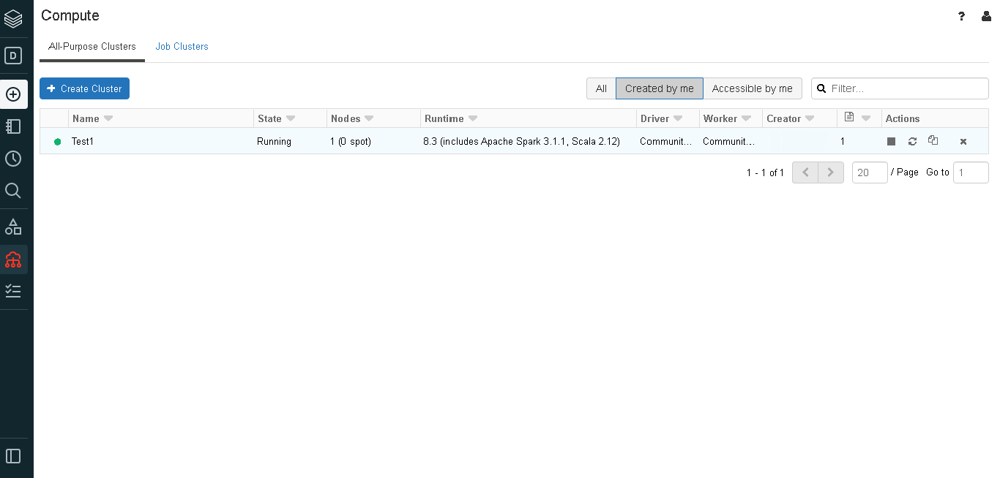 Compute
?
D
All-Purpose Clusters Job Clusters
+ Create Cluster All Created by me Accessible by me Filter...
Name State Nodes Runtime Driver Worker Creator Actions
Test1 Running 1 (0 spot) 8.3 (includes Apache Spark 3.1.1, Scala 2.12) Communit... Communit... 1
1 - 1 of 1 20 / Page Go to 1